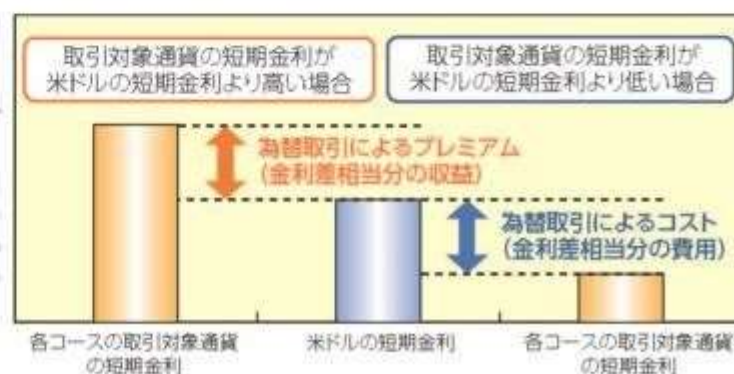 取引対象通貨の短期金利が
米ドルの短期金利より高い場合
取引対象通貨の短期金利が
米ドルの短期金利より低い場合
為替取引によるプレミアム
(金利差相当分の収益)
為替取引によるコスト
(金利差相当分の費用)
各コースの取引対象通貨
の短期金利
米ドルの短期金利
各コースの取引対象通貨
の短期金利